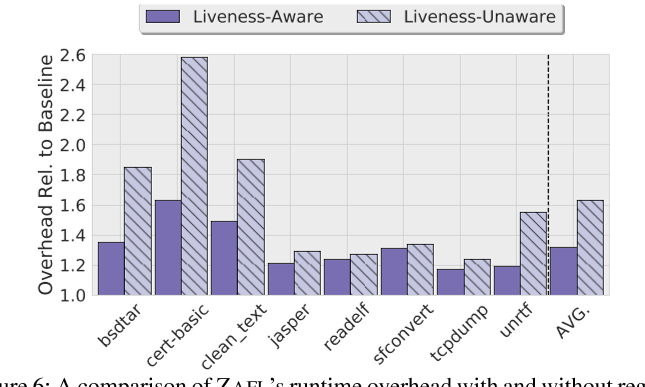 Liveness-Aware Liveness-Unaware
Overhead Rel. to Baseline
2.6
2.4
2.2
2.0
1.8
1.6
1.4
1.2
1.0
bsdtar
cert-basic
clean_text
jasper
readelf
sfconvert
tcpdump
unrtf
AVG.
ure 6: A comparison of ZAFL's runtime overhead with and without